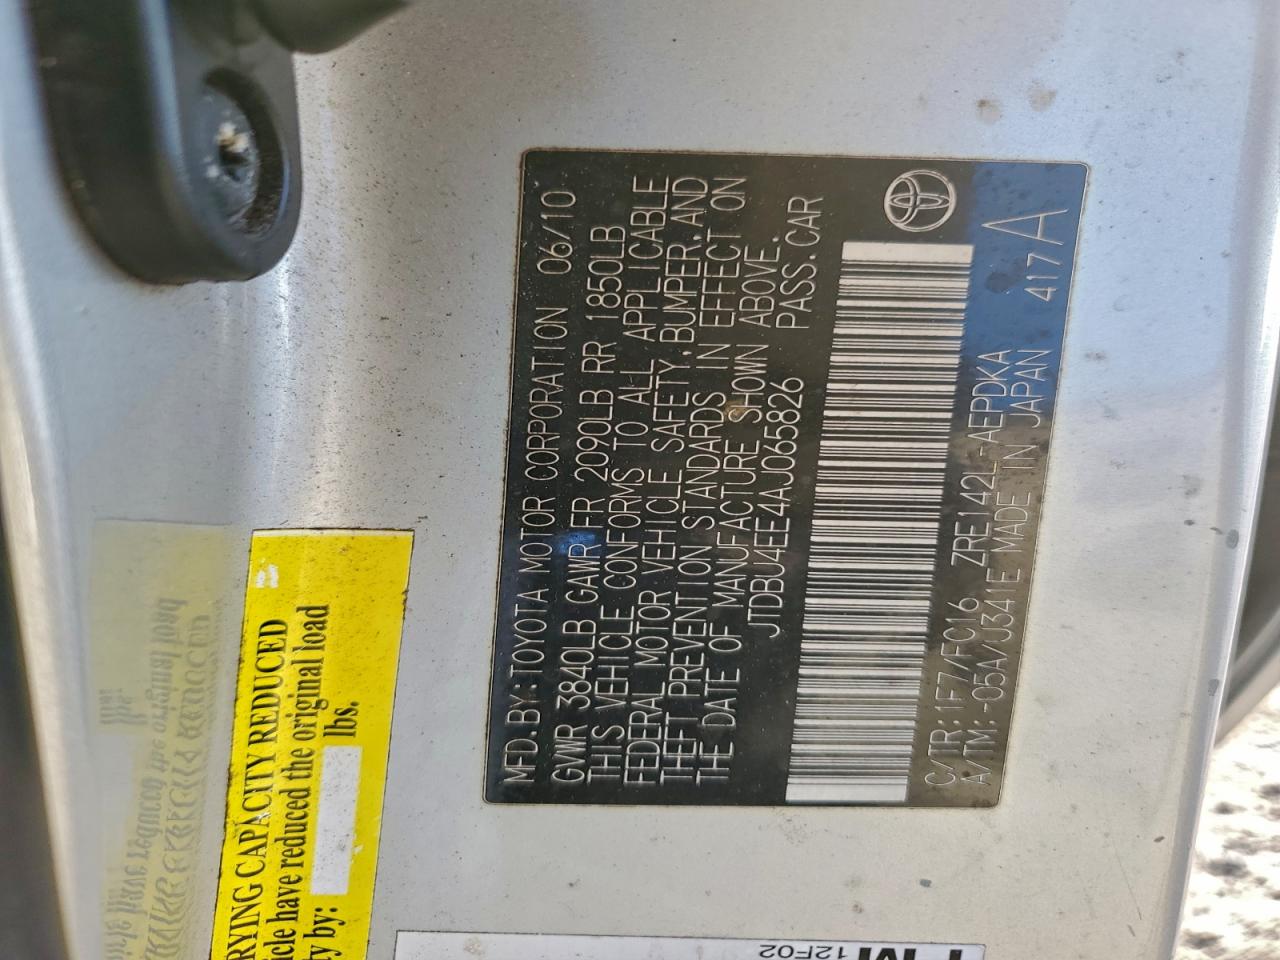 MFD.BY:TOYOTA MOTOR CORPORATION 06/10
GVWR 3840LB GAWR FR 2090LB RR 1850LB
THIS VEHICLE CONFORMS TO ALL APPLICABLE
FEDERAL MOTOR VEHICLE SAFETY,BUMPER,AND
THEFT PREVENTION STANDARDS IN EFFECT ON
THE DATE OF MANUFACTURE SHOWN ABOVE.
JTDBU4EE4AJ065826 PASS.CAR
C/TR:1F7/FC16 ZRE142L-AEPDKA
A/TM:-05A/U341E MADE IN JAPAN 417A
RYING CAPACITY REDUCED
icle have reduced the original load
ty by: lbs.
12F02